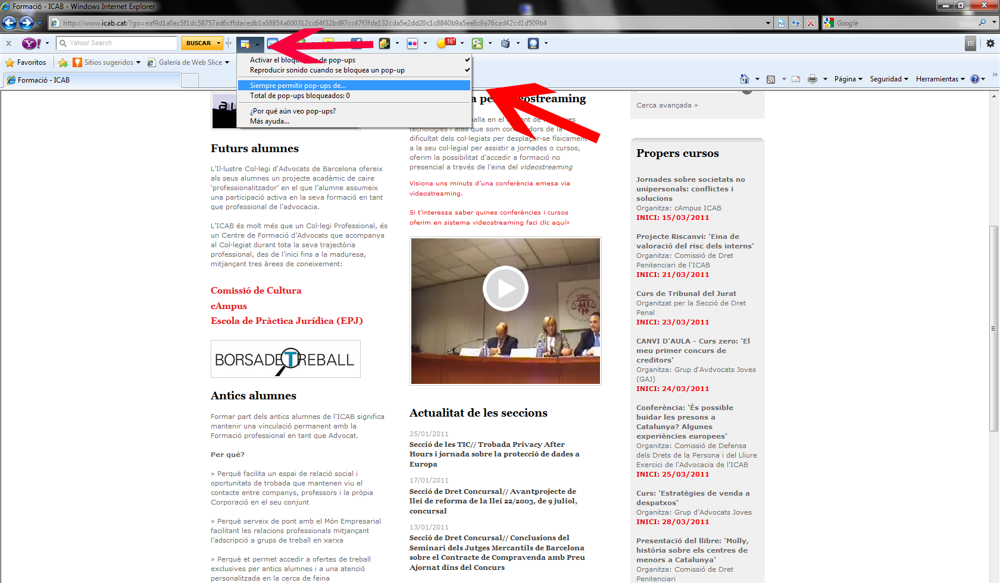 Formació - ICAB - Windows Internet Explorer
http://www.icab.cat/?go=eaf9d1a0ec5f1dc58757ad6cffdacedb1a58854a600312cc64f32bd97cc47f3fde132cda5e2dd20c1c8840b9a5ee8c9a76cad42cd1d509b4
Google
x Y! Yahoo! Search BUSCAR 16°
Favoritos Sitios sugeridos Galería de Web Slice
Formació - ICAB
Página Seguridad Herramientas
Activar el bloq de pop-ups
Reproducir sonido cuando se bloquea un pop-up
Siempre permitir pop-ups de...
Total de pop-ups bloqueados: 0
¿Por qué aún veo pop-ups?
Más ayuda...
Futurs alumnes
L'Il·lustre Col·legi d'Advocats de Barcelona ofereix
als seus alumnes un projecte acadèmic de caire
‘professionalitzador’ en el que l’alumne assumeix
una participació activa en la seva formació en tant
que professional de l’advocacia.
L’ICAB és molt més que un Col·legi Professional, és
un Centre de Formació d’Advocats que acompanya
al Col·legiat durant tota la seva trajectòria
professional, des de l’inici fins a la maduresa,
mitjançant tres àrees de coneixement:
Comissió de Cultura
cAmpus
Escola de Pràctica Jurídica (EPJ)
BORSADETREBALL
Antics alumnes
Formar part dels antics alumnes de l'ICAB significa
mantenir una vinculació permanent amb la
Formació professional en tant que Advocat.
Per què?
» Perquè facilita un espai de relació social i
oportunitats de trobada que mantenen viu el
contacte entre companys, professors i la pròpia
Corporació en el seu conjunt
» Perquè serveix de pont amb el Món Empresarial
facilitant les relacions professionals mitjançant
l’adscripció a grups de treball en xarxa
» Perquè et permet accedir a ofertes de treball
exclusives per antics alumnes i a una atenció
personalitzada en la cerca de feina
a pe eostreaming
alla en el ent de ves
tecnologies i atès que som con dors de la
dificultat dels col·legiats per desplaçar-se físicament
a la seu col·legial per assistir a jornades o cursos,
oferim la possibilitat d’accedir a formació no
presencial a través de l’eina del videostreaming
Visiona uns minuts d’una conferència emesa via
videostreaming.
Si t’interessa saber quines conferències i cursos
oferim en sistema videostreaming faci clic aquí»
Actualitat de les seccions
25/01/2011
Secció de les TIC// Trobada Privacy After
Hours i jornada sobre la protecció de dades a
Europa
17/01/2011
Secció de Dret Concursal// Avantprojecte de
llei de reforma de la llei 22/2003, de 9 juliol,
concursal
13/01/2011
Secció de Dret Concursal// Conclusions del
Seminari dels Jutges Mercantils de Barcelona
sobre el Contracte de Compravenda amb Preu
Ajornat dins del Concurs
Cerca avançada »
Propers cursos
Jornades sobre societats no
unipersonals: conflictes i
solucions
Organitza: cAmpus ICAB
INICI: 15/03/2011
Projecte Riscanvi: 'Eina de
valoració del risc dels interns'
Organitza: Comissió de Dret
Penitenciari de l'ICAB
INICI: 21/03/2011
Curs de Tribunal del Jurat
Organitzat per la Secció de Dret
Penal
INICI: 23/03/2011
CANVI D'AULA - Curs zero: 'El
meu primer concurs de
creditors'
Organitza: Grup d'Avdvocats Joves
(GAJ)
INICI: 24/03/2011
Conferència: 'És possible
buidar les presons a
Catalunya? Algunes
experiències europees'
Organitza: Comissió de Defensa
dels Drets de la Persona i del Lliure
Exercici de l'Advocacia de l'ICAB
INICI: 25/03/2011
Curs: 'Estratègies de venda a
despatxos'
Organitza: Grup d'Advocats Joves
INICI: 28/03/2011
Presentació del llibre: 'Molly,
història sobre els centres de
menors a Catalunya'
Organitza: Comissió de Dret
Penitenciari